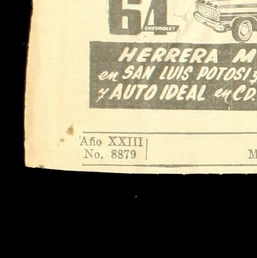 64
CHEVROLET
HERRERA M
en SAN LUIS POTOSI
y AUTO IDEAL en CD.
Año XXIII
No. 8879 M